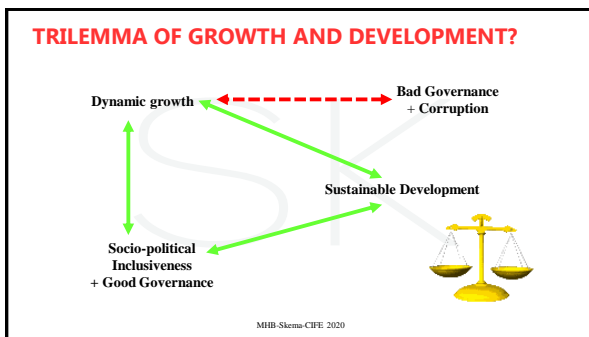 TRILEMMA OF GROWTH AND DEVELOPMENT?
Bad Governance
+ Corruption
Dynamic growth
Sustainable Development
Socio-political
Inclusiveness
+ Good Governance
MHB-Skema-CIFE 2020
SK